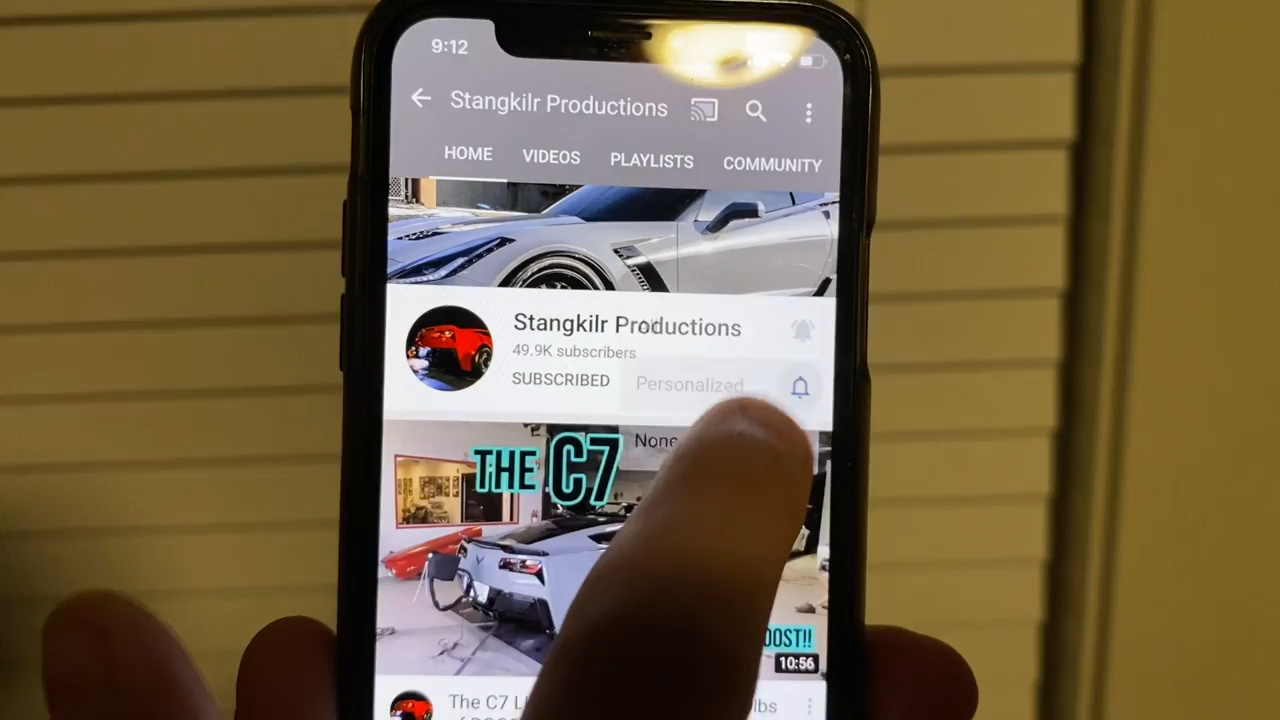 9:12
Stangkilr Productions
HOME VIDEOS PLAYLISTS COMMUNITY
Stangkilr Productions
All
49.9K subscribers
SUBSCRIBED
Personalized
None
THE C7
OOST!!
10:56
The C7 L
lbs